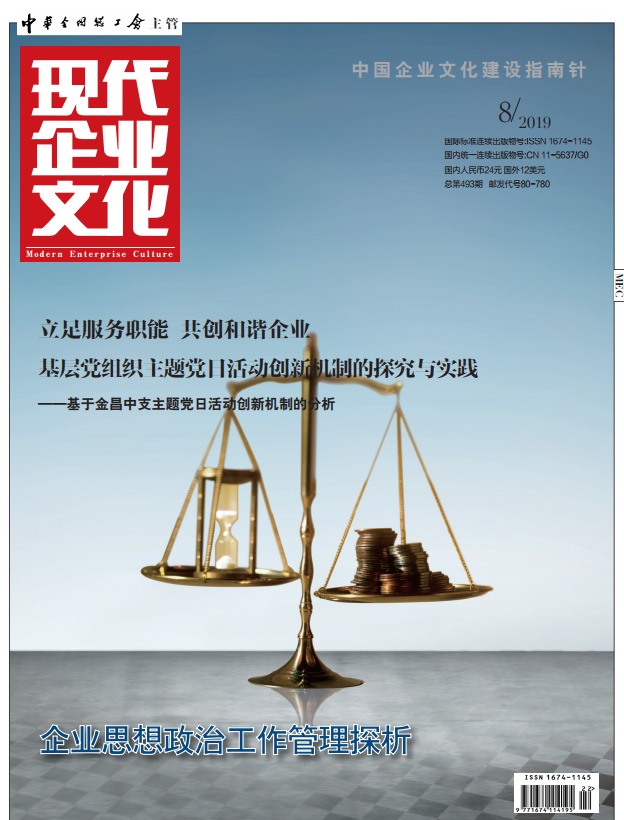 中华全国总工会主管
现代
企业
文化
Modern Enterprise Culture
中国企业文化建设指南针
8/2019
国际标准连续出版物号:ISSN 1674-1145
国内统一连续出版物号:CN 11-5637/G0
国内人民币24元 国外12美元
总第493期 邮发代号80-780
MEC
立足服务职能 共创和谐企业
基层党组织主题党日活动创新机制的探究与实践
——基于金昌中支主题党日活动创新机制的分析
企业思想政治工作管理探析
ISSN 1674-1145
22>
9 771674 114195